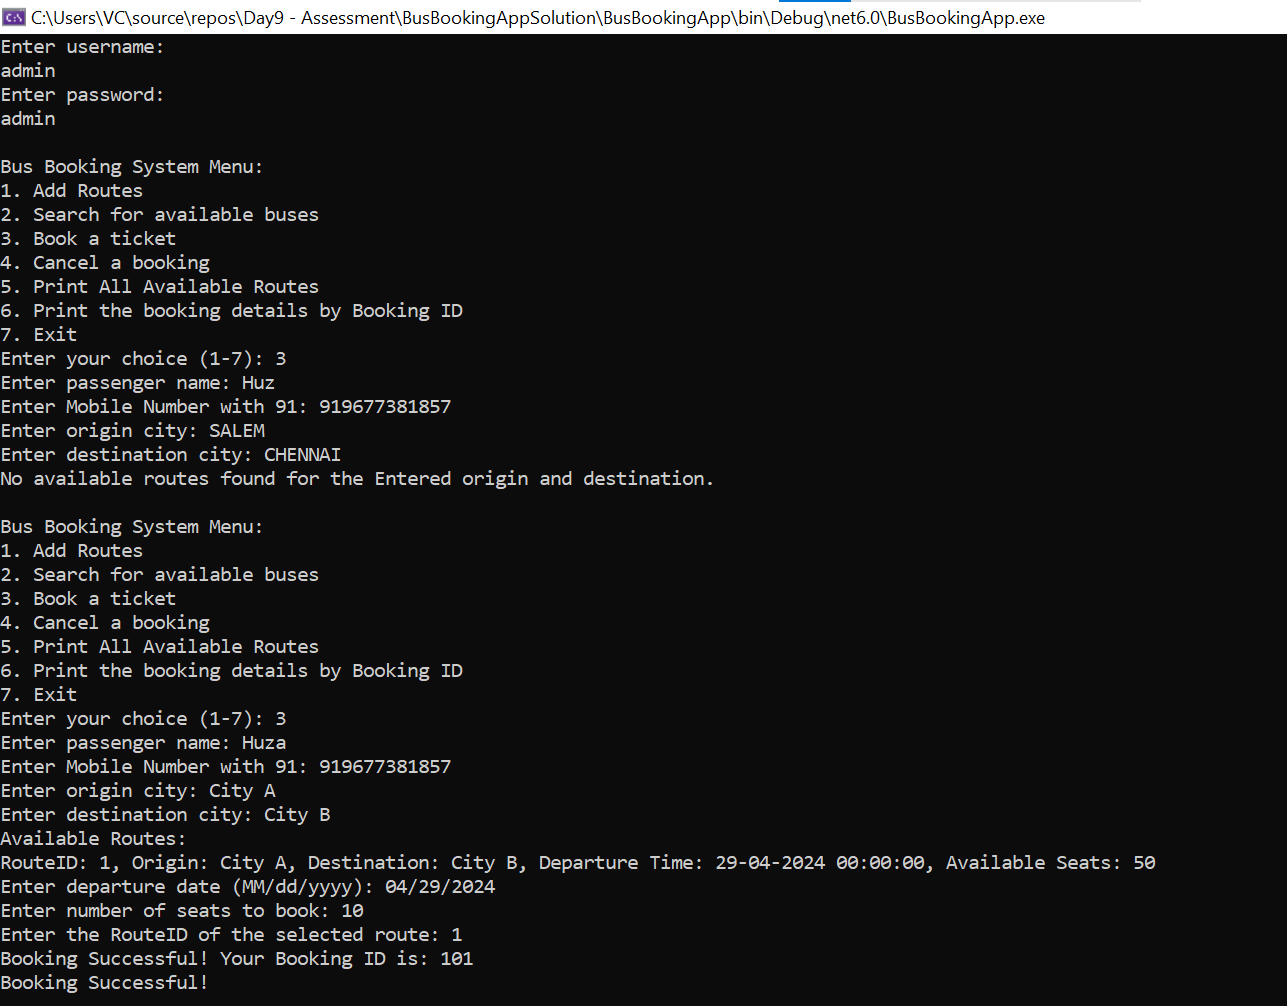 C:\Users\VC\source\repos\Day9 - Assessment\BusBookingAppSolution\BusBookingApp\bin\Debug\net6.0\BusBookingApp.exe
Enter username:
admin
Enter password:
admin
Bus Booking System Menu:
1. Add Routes
2. Search for available buses
3. Book a ticket
4. Cancel a booking
5. Print All Available Routes
6. Print the booking details by Booking ID
7. Exit
Enter your choice (1-7): 3
Enter passenger name: Huz
Enter Mobile Number with 91: 919677381857
Enter origin city: SALEM
Enter destination city: CHENNAI
No available routes found for the Entered origin and destination.
Bus Booking System Menu:
1. Add Routes
2. Search for available buses
3. Book a ticket
4. Cancel a booking
5. Print All Available Routes
6. Print the booking details by Booking ID
7. Exit
Enter your choice (1-7): 3
Enter passenger name: Huza
Enter Mobile Number with 91: 919677381857
Enter origin city: City A
Enter destination city: City B
Available Routes:
RouteID: 1, Origin: City A, Destination: City B, Departure Time: 29-04-2024 00:00:00, Available Seats: 50
Enter departure date (MM/dd/yyyy): 04/29/2024
Enter number of seats to book: 10
Enter the RouteID of the selected route: 1
Booking Successful! Your Booking ID is: 101
Booking Successful!